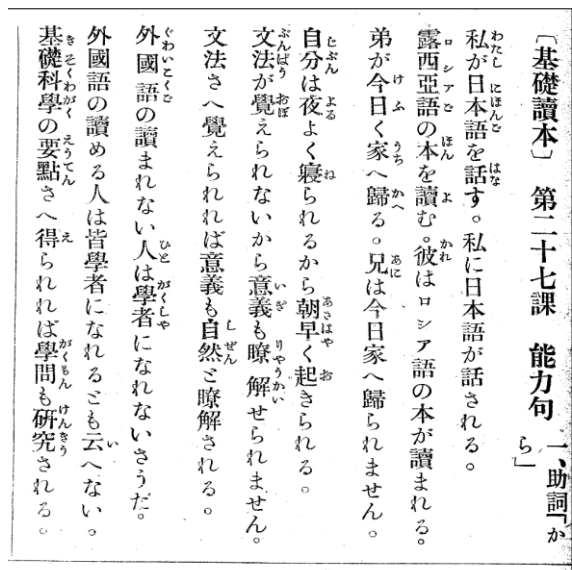 〔基礎讀本〕 第二十七課 能力句 一、助詞「から」
私が日本語を話す。私に日本語が話される。
露西亞語の本を讀む。彼はロシア語の本が讀まれる。
弟が今日く家へ歸る。兄は今日家へ歸られません。
自分は夜よく寢られるから朝早く起きられる。
文法が覺えられないから意義も瞭解せられません。
文法さへ覺えられれば意義も自然と瞭解される。
外國語の讀まれない人は學者になれないさうだ。
外國語の讀める人は皆學者になれるとも云へない。
基礎科學の要點さへ得られれば學問も研究される。